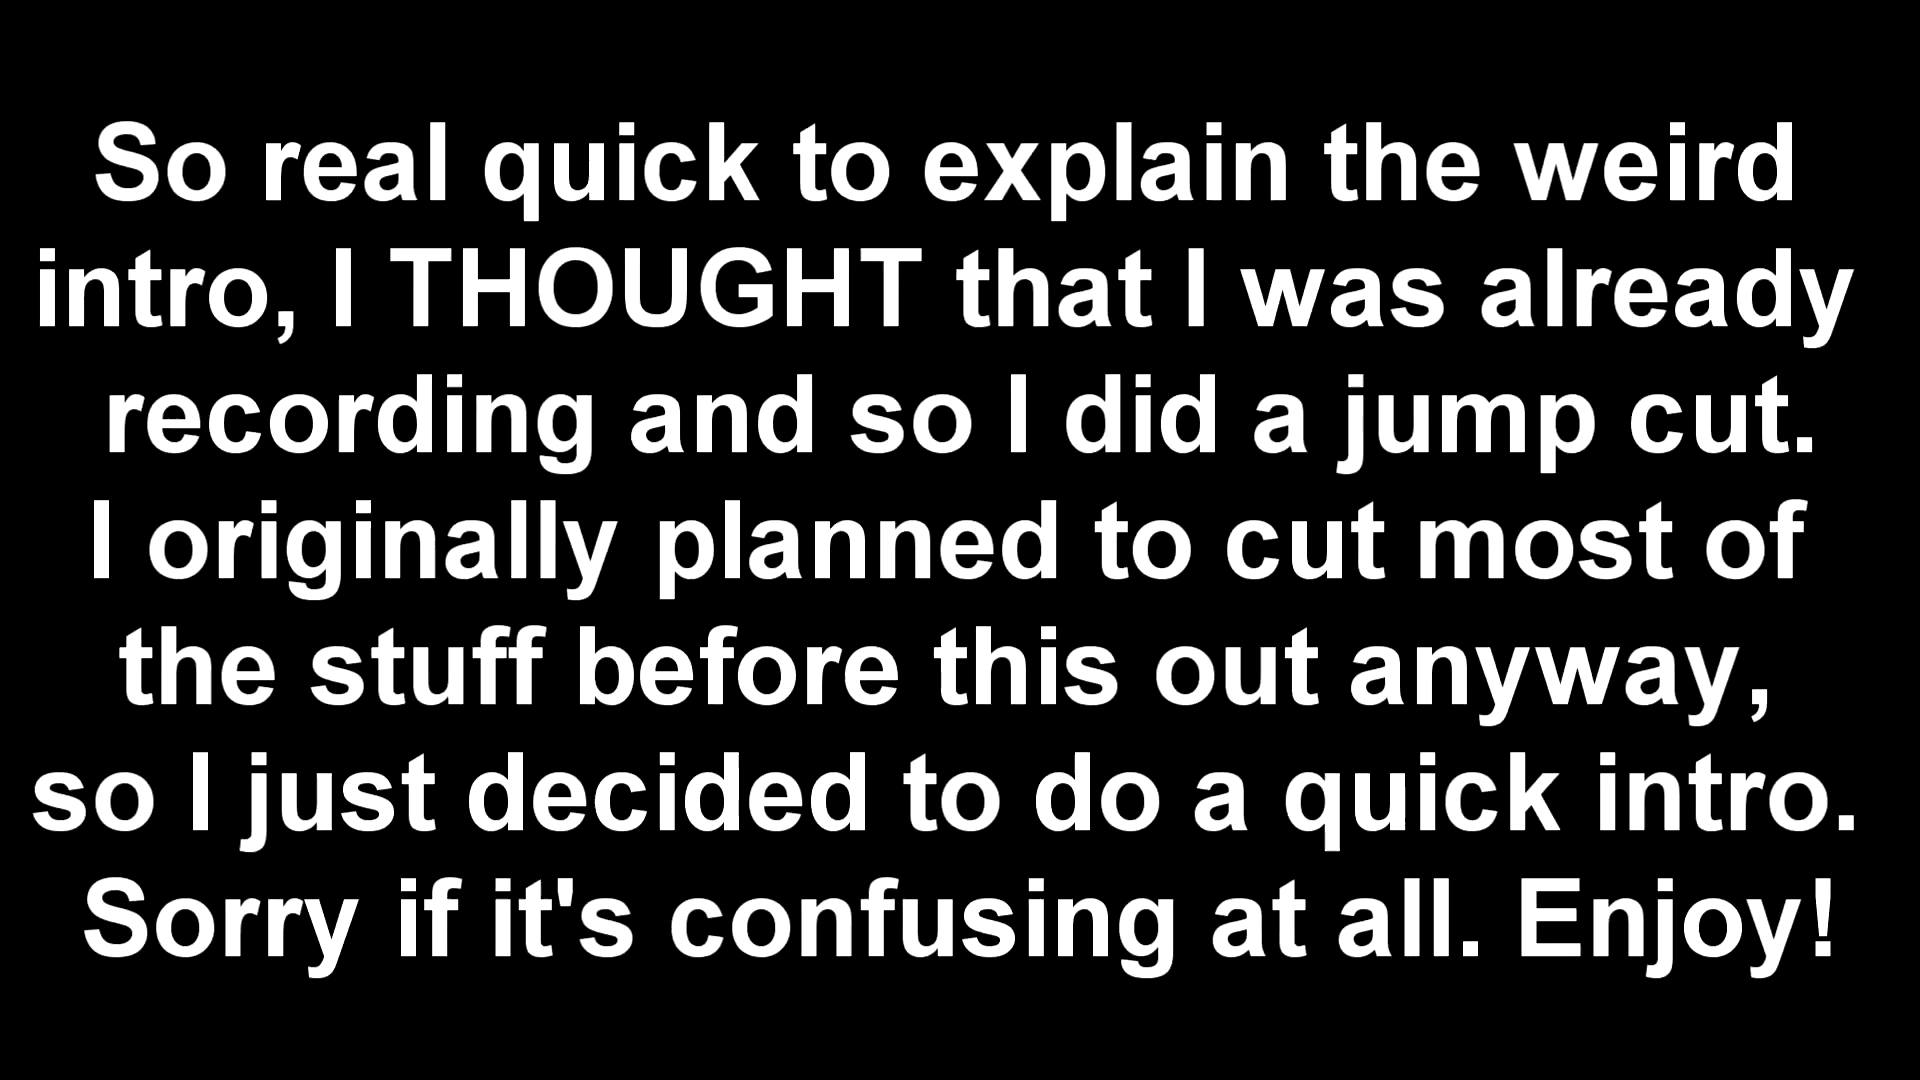 So real quick to explain the weird
intro, I THOUGHT that I was already
recording and so I did a jump cut.
I originally planned to cut most of
the stuff before this out anyway,
so I just decided to do a quick intro.
Sorry if it's confusing at all. Enjoy!